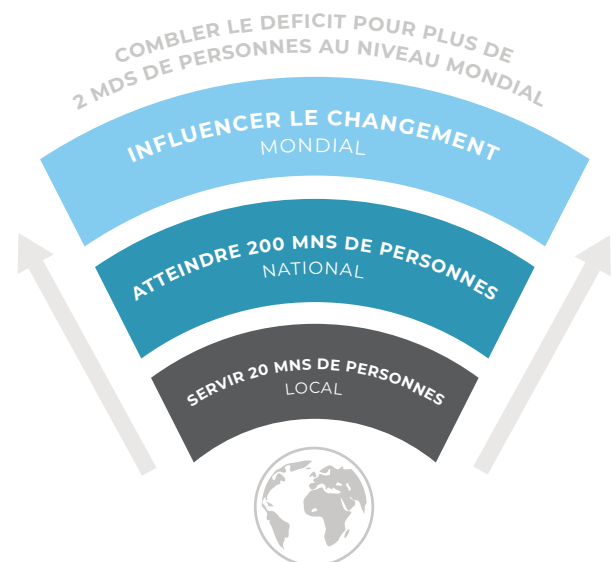 COMBLER LE DEFICIT POUR PLUS DE
2 MDS DE PERSONNES AU NIVEAU MONDIAL
INFLUENCER LE CHANGEMENT
MONDIAL
ATTEINDRE 200 MNS DE PERSONNES
NATIONAL
SERVIR 20 MNS DE PERSONNES
LOCAL